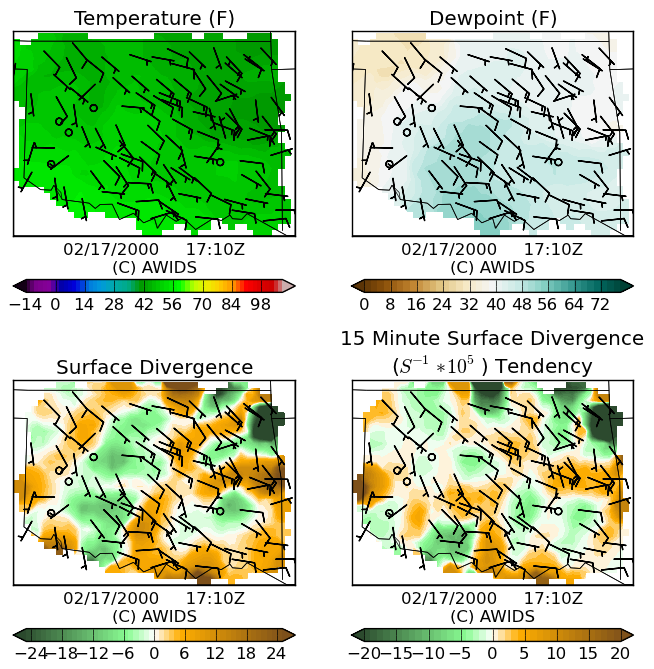 Temperature (F)
Dewpoint (F)
02/17/2000 17:10Z
(C) AWIDS
02/17/2000 17:10Z
(C) AWIDS
−14 0 14 28 42 56 70 84 98
0 8 16 24 32 40 48 56 64 72
Surface Divergence
15 Minute Surface Divergence
(S⁻¹ *10⁵ ) Tendency
02/17/2000 17:10Z
(C) AWIDS
02/17/2000 17:10Z
(C) AWIDS
−24 −18 −12 −6 0 6 12 18 24
−20 −15 −10 −5 0 5 10 15 20